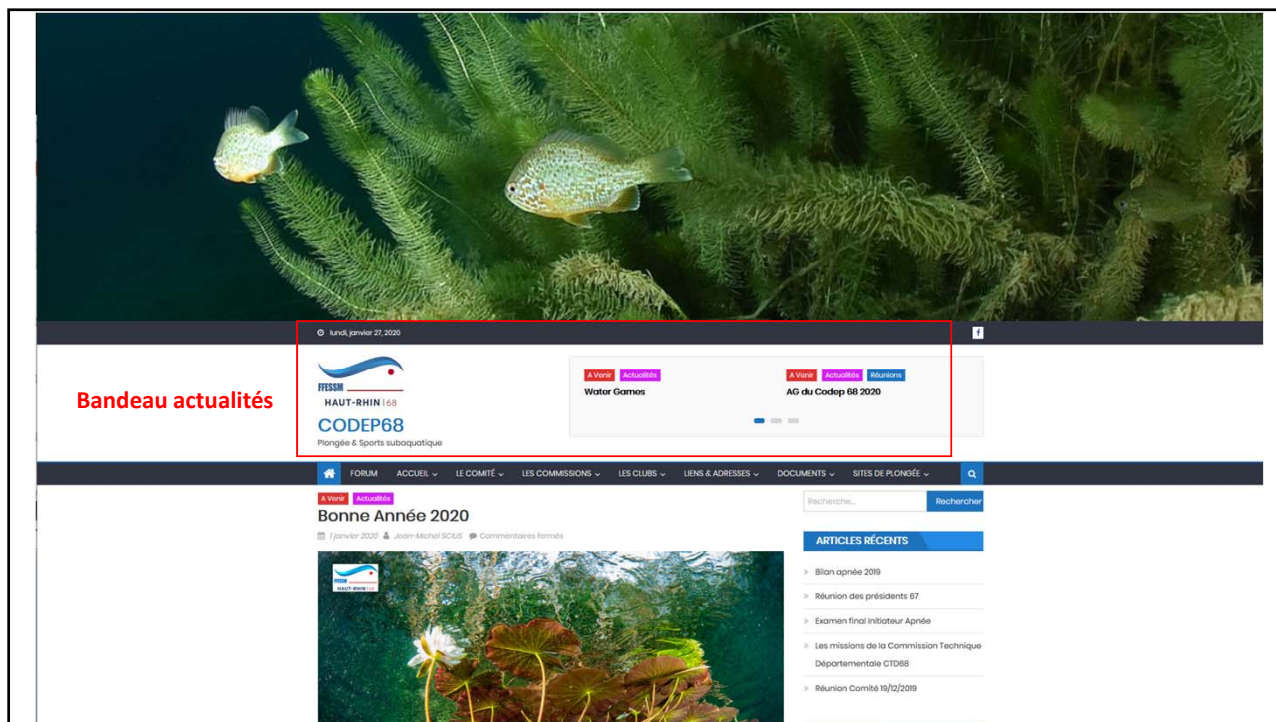 lundi, janvier 27, 2020
f
FFESSM
HAUT-RHIN | 68
CODEP68
Plongée & Sports subaquatique
Bandeau actualités
A Venir Actualités
Water Games
A Venir Actualités Réunions
AG du Codep 68 2020
FORUM ACCUEIL LE COMITÉ LES COMMISSIONS LES CLUBS LIENS & ADRESSES DOCUMENTS SITES DE PLONGÉE
A Venir Actualités
Bonne Année 2020
1 janvier 2020 Jean-Michel SCIUS Commentaires fermés
FFESSM
HAUT-RHIN | 68
Recherche... Rechercher
ARTICLES RÉCENTS
» Bilan apnée 2019
» Réunion des présidents 67
» Examen final Initiateur Apnée
» Les missions de la Commission Technique
Départementale CTD68
» Réunion Comité 19/12/2019